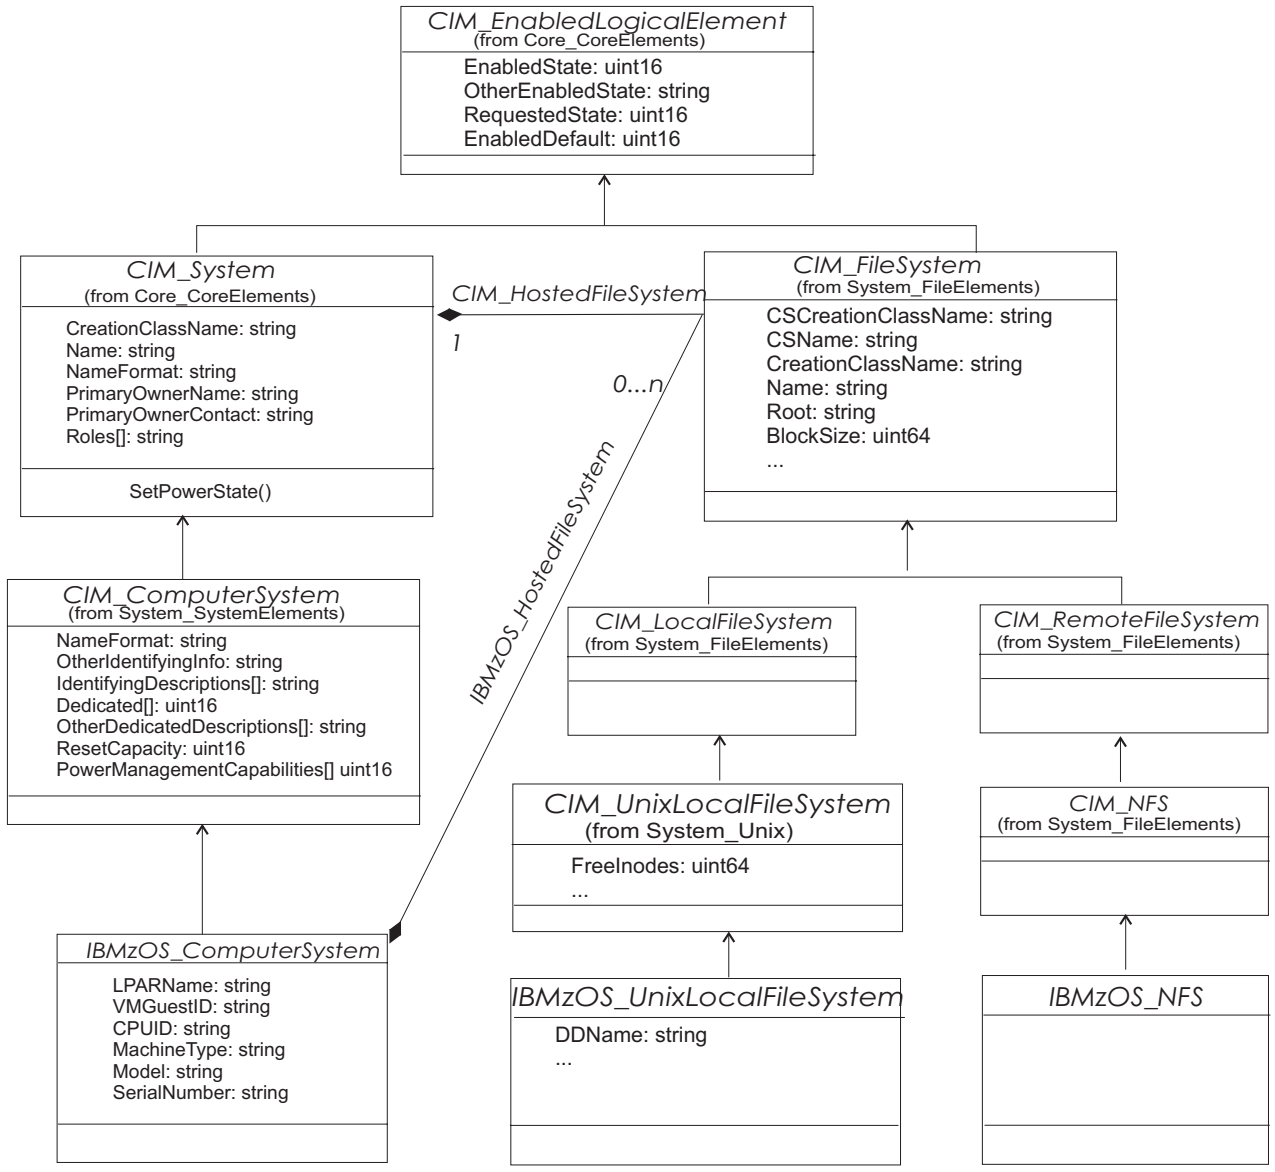 CIM_EnabledLogicalElement
(from Core_CoreElements)
EnabledState: uint16
OtherEnabledState: string
RequestedState: uint16
EnabledDefault: uint16
CIM_System
(from Core_CoreElements)
CreationClassName: string
Name: string
NameFormat: string
PrimaryOwnerName: string
PrimaryOwnerContact: string
Roles[]: string
SetPowerState()
CIM_HostedFileSystem
1
0...n
IBMzOS_HostedFileSystem
CIM_FileSystem
(from System_FileElements)
CSCreationClassName: string
CSName: string
CreationClassName: string
Name: string
Root: string
BlockSize: uint64
...
CIM_ComputerSystem
(from System_SystemElements)
NameFormat: string
OtherIdentifyingInfo: string
IdentifyingDescriptions[]: string
Dedicated[]: uint16
OtherDedicatedDescriptions[]: string
ResetCapacity: uint16
PowerManagementCapabilities[] uint16
CIM_LocalFileSystem
(from System_FileElements)
CIM_RemoteFileSystem
(from System_FileElements)
CIM_UnixLocalFileSystem
(from System_Unix)
FreeInodes: uint64
...
CIM_NFS
(from System_FileElements)
IBMzOS_ComputerSystem
LPARName: string
VMGuestID: string
CPUID: string
MachineType: string
Model: string
SerialNumber: string
IBMzOS_UnixLocalFileSystem
DDName: string
...
IBMzOS_NFS